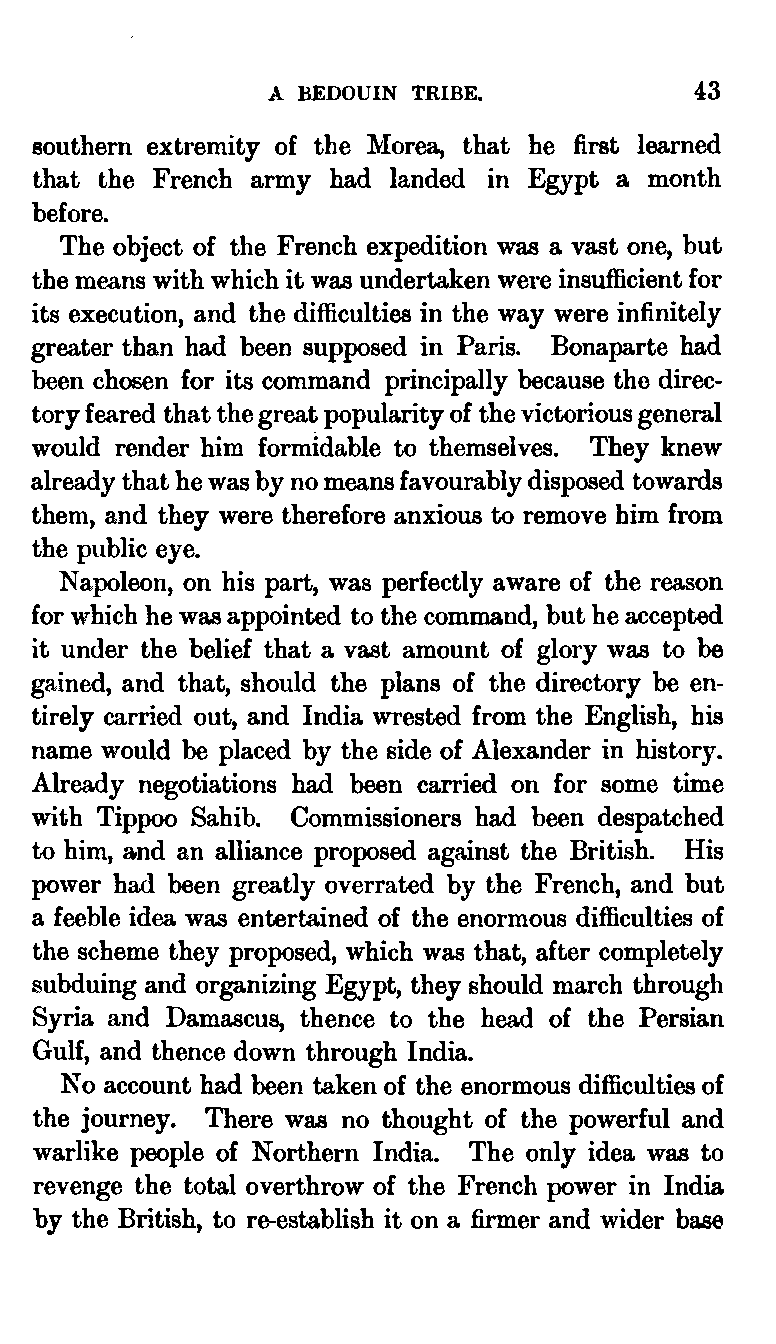 A BEDOUIN TRIBE. 43
southern extremity of the Morea, that he first learned
that the French army had landed in Egypt a month
before.
The object of the French expedition was a vast one, but
the means with which it was undertaken were insufficient for
its execution, and the difficulties in the way were infinitely
greater than had been supposed in Paris. Bonaparte had
been chosen for its command principally because the direc-
tory feared that the great popularity of the victorious general
would render him formidable to themselves. They knew
already that he was by no means favourably disposed towards
them, and they were therefore anxious to remove him from
the public eye.
Napoleon, on his part, was perfectly aware of the reason
for which he was appointed to the command, but he accepted
it under the belief that a vast amount of glory was to be
gained, and that, should the plans of the directory be en-
tirely carried out, and India wrested from the English, his
name would be placed by the side of Alexander in history.
Already negotiations had been carried on for some time
with Tippoo Sahib. Commissioners had been despatched
to him, and an alliance proposed against the British. His
power had been greatly overrated by the French, and but
a feeble idea was entertained of the enormous difficulties of
the scheme they proposed, which was that, after completely
subduing and organizing Egypt, they should march through
Syria and Damascus, thence to the head of the Persian
Gulf, and thence down through India.
No account had been taken of the enormous difficulties of
the journey. There was no thought of the powerful and
warlike people of Northern India. The only idea was to
revenge the total overthrow of the French power in India
by the British, to re-establish it on a firmer and wider base